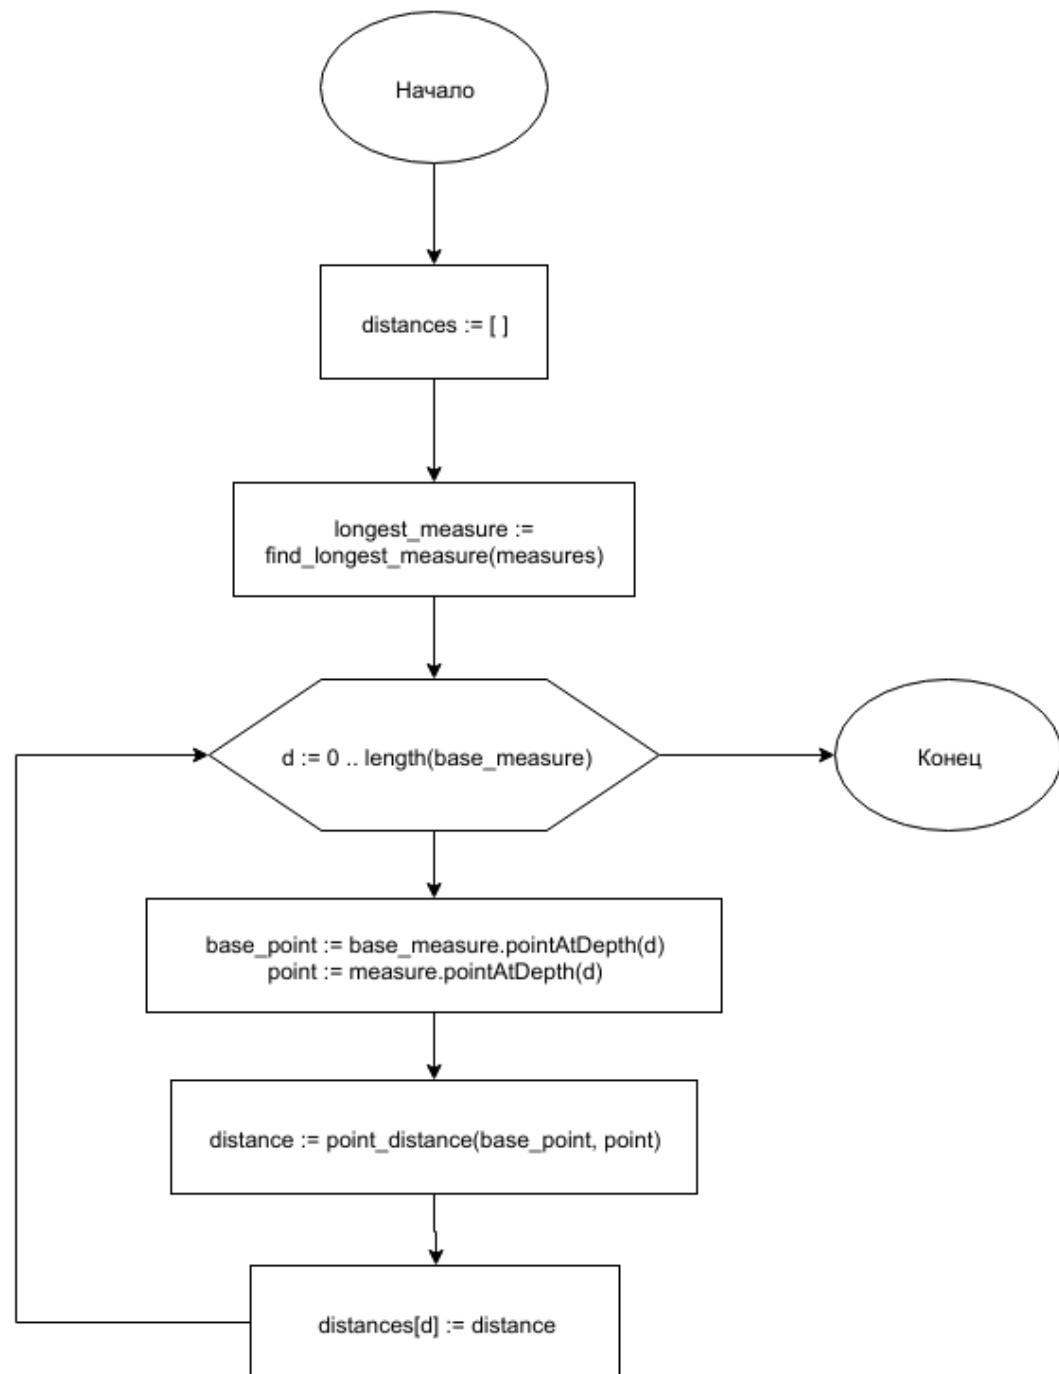 Начало
distances := [ ]
longest_measure :=
find_longest_measure(measures)
d := 0 .. length(base_measure)
Конец
base_point := base_measure.pointAtDepth(d)
point := measure.pointAtDepth(d)
distance := point_distance(base_point, point)
distances[d] := distance